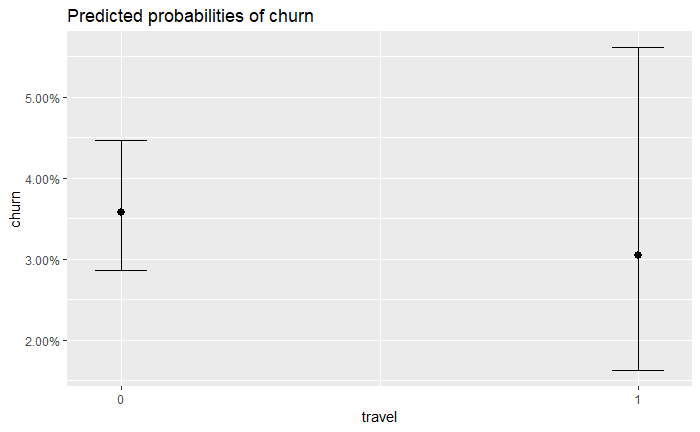 Predicted probabilities of churn
5.00%
4.00%
3.00%
2.00%
churn
0
1
travel